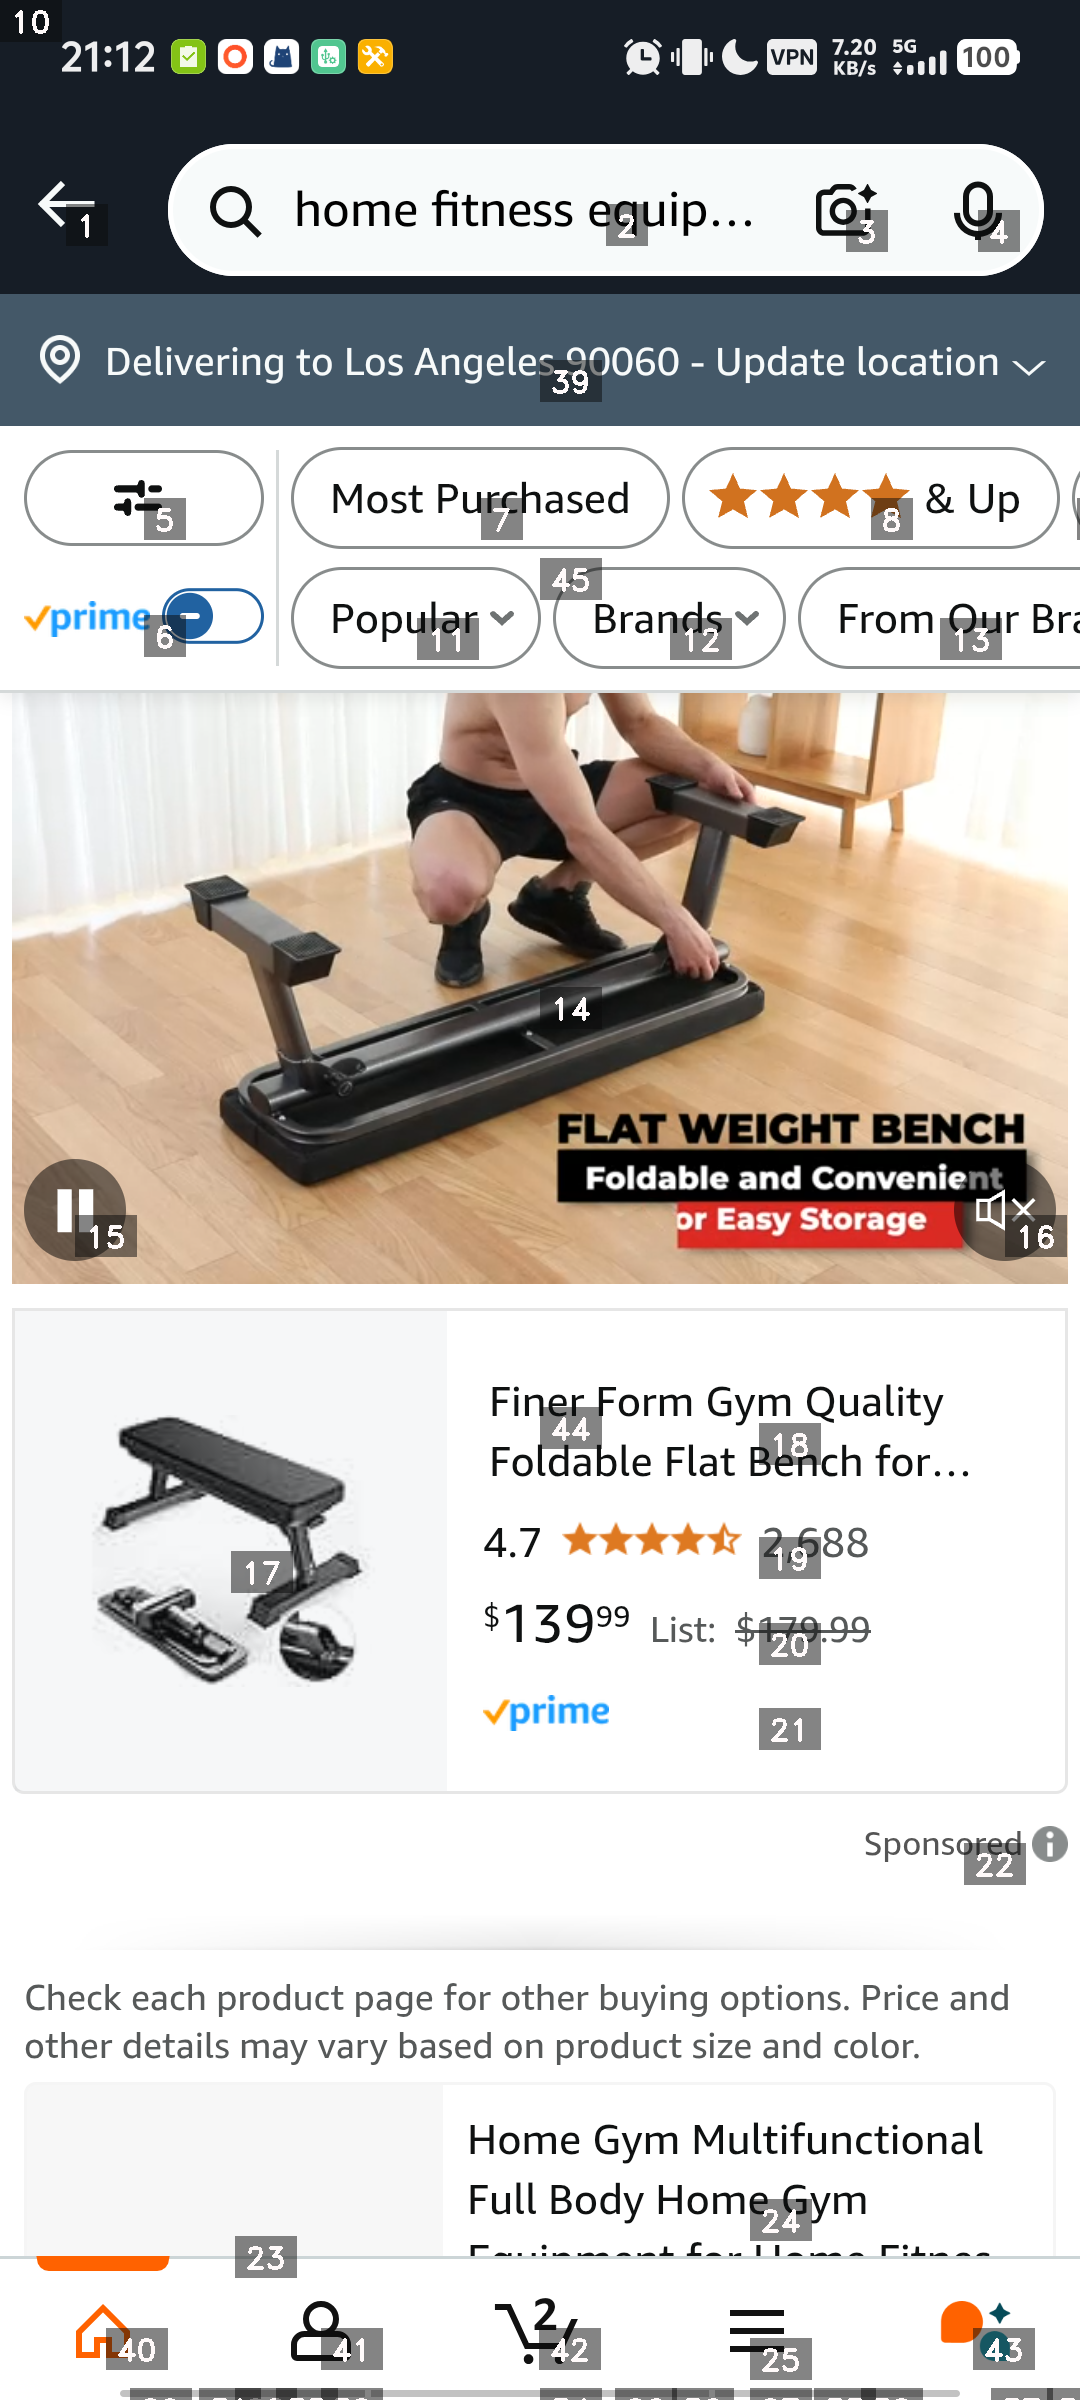 10
21:12
VPN
7.20 KB/s
5G
100
1
home fitness equip...
2
3
4
Delivering to Los Angeles 90060 - Update location
39
5
Most Purchased
7
& Up
8
prime
6
45
Popular
11
Brands
12
From Our Bra
13
14
FLAT WEIGHT BENCH
Foldable and Convenient
or Easy Storage
15
16
Finer Form Gym Quality
44
18
Foldable Flat Bench for...
17
4.7
2,688
19
$139.99 List: $179.99
20
prime
21
Sponsored
22
Check each product page for other buying options. Price and
other details may vary based on product size and color.
Home Gym Multifunctional
Full Body Home Gym
24
Equipment for Home Fitnes
23
2
40
41
42
25
43